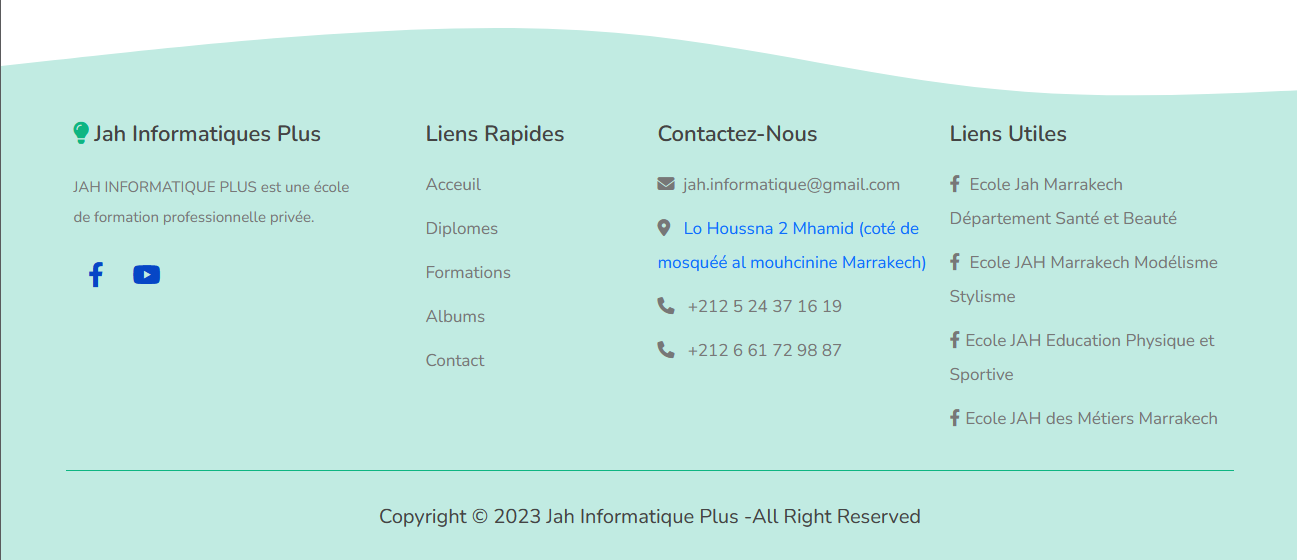 Jah Informatiques Plus
JAH INFORMATIQUE PLUS est une école
de formation professionnelle privée.
Liens Rapides
Acceuil
Diplomes
Formations
Albums
Contact
Contactez-Nous
jah.informatique@gmail.com
Lo Houssna 2 Mhamid (coté de
mosquéé al mouhcinine Marrakech)
+212 5 24 37 16 19
+212 6 61 72 98 87
Liens Utiles
Ecole Jah Marrakech
Département Santé et Beauté
Ecole JAH Marrakech Modélisme
Stylisme
Ecole JAH Education Physique et
Sportive
Ecole JAH des Métiers Marrakech
Copyright © 2023 Jah Informatique Plus -All Right Reserved